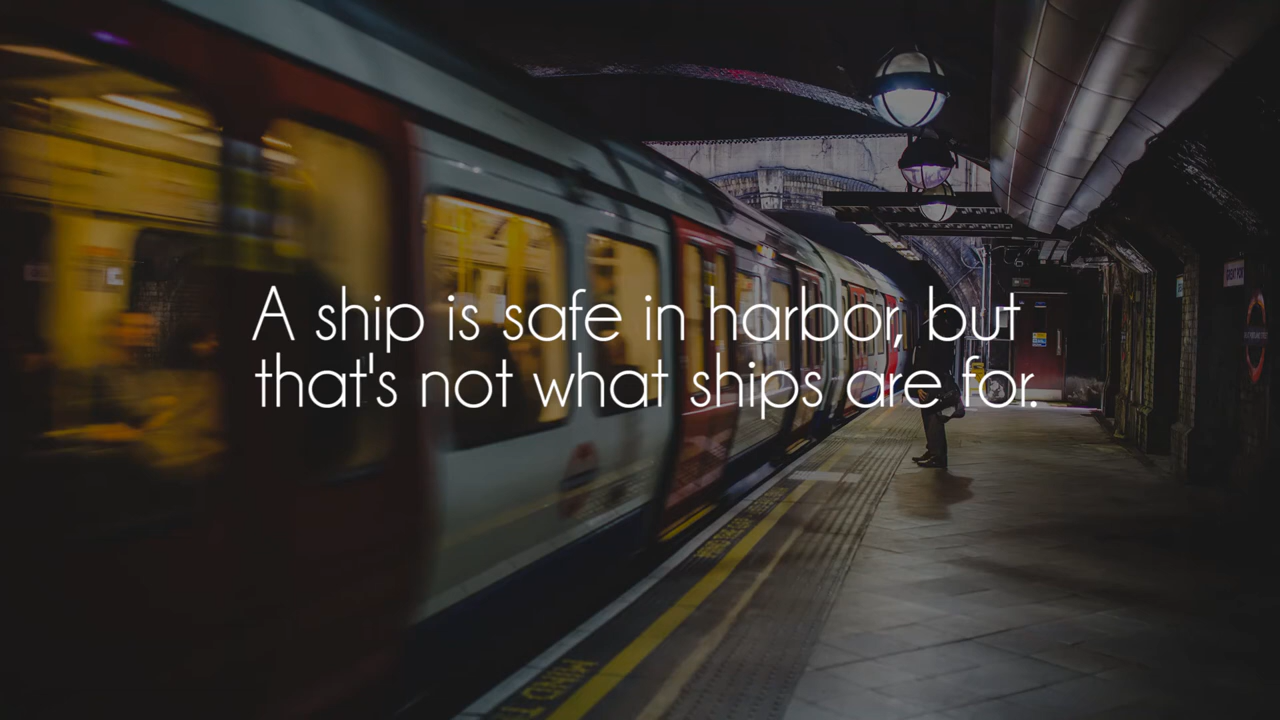 A ship is safe in harbor, but
that's not what ships are for.